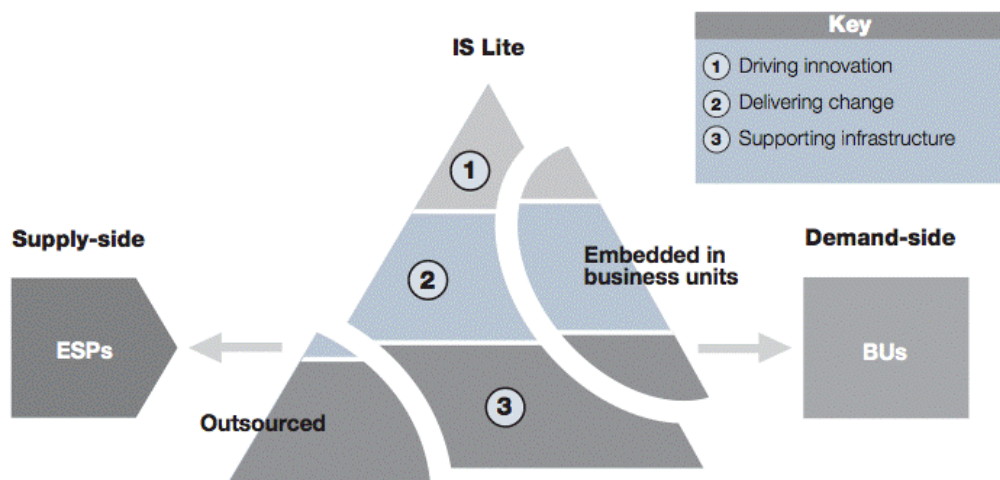 IS Lite
Key
1 Driving innovation
2 Delivering change
3 Supporting infrastructure
1
Supply-side
Demand-side
Embedded in
business units
2
ESPs
BUs
3
Outsourced